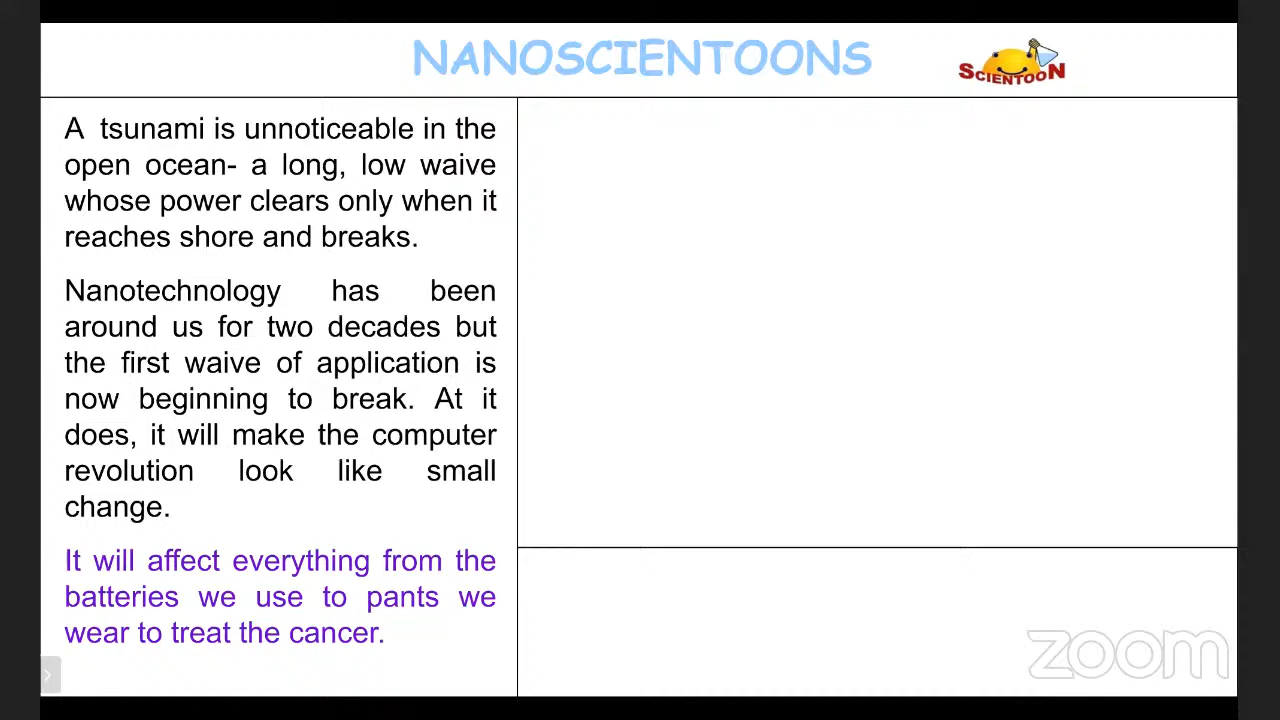 NANOSCIENTOONS
SCIENTOON
A tsunami is unnoticeable in the
open ocean- a long, low waive
whose power clears only when it
reaches shore and breaks.
Nanotechnology has been
around us for two decades but
the first waive of application is
now beginning to break. At it
does, it will make the computer
revolution look like small
change.
It will affect everything from the
batteries we use to pants we
wear to treat the cancer.
zoom